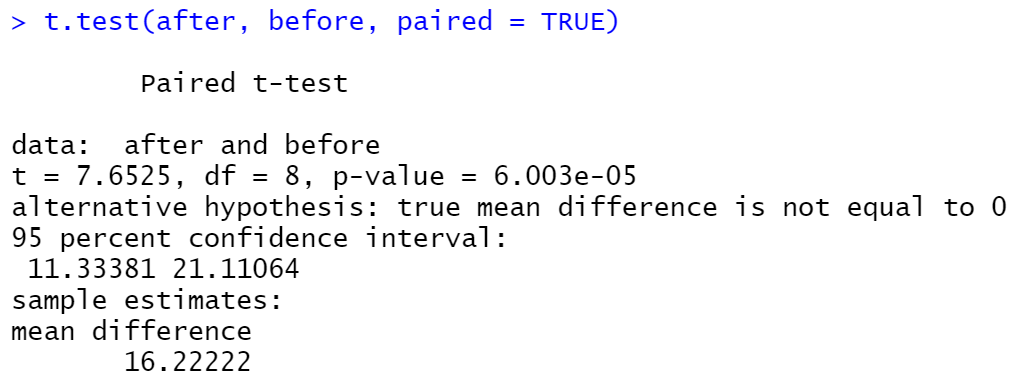 > t.test(after, before, paired = TRUE)
Paired t-test
data:  after and before
t = 7.6525, df = 8, p-value = 6.003e-05
alternative hypothesis: true mean difference is not equal to 0
95 percent confidence interval:
 11.33381 21.11064
sample estimates:
mean difference
       16.22222